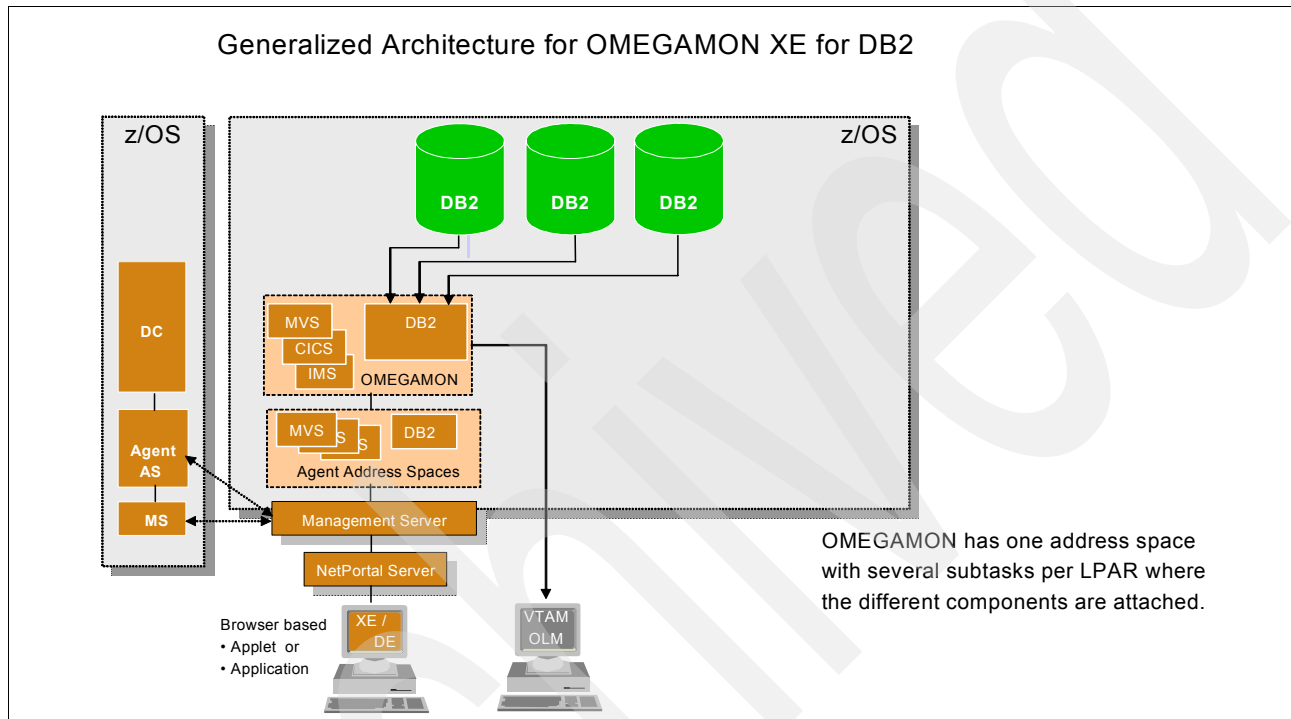 Generalized Architecture for OMEGAMON XE for DB2
z/OS
z/OS
DB2
DB2
DB2
DC
MVS
CICS
IMS
DB2
OMEGAMON
Agent
AS
MVS
S
S
DB2
Agent Address Spaces
MS
Management Server
NetPortal Server
OMEGAMON has one address space
with several subtasks per LPAR where
the different components are attached.
Browser based
• Applet or
• Application
XE /
DE
VTAM
OLM